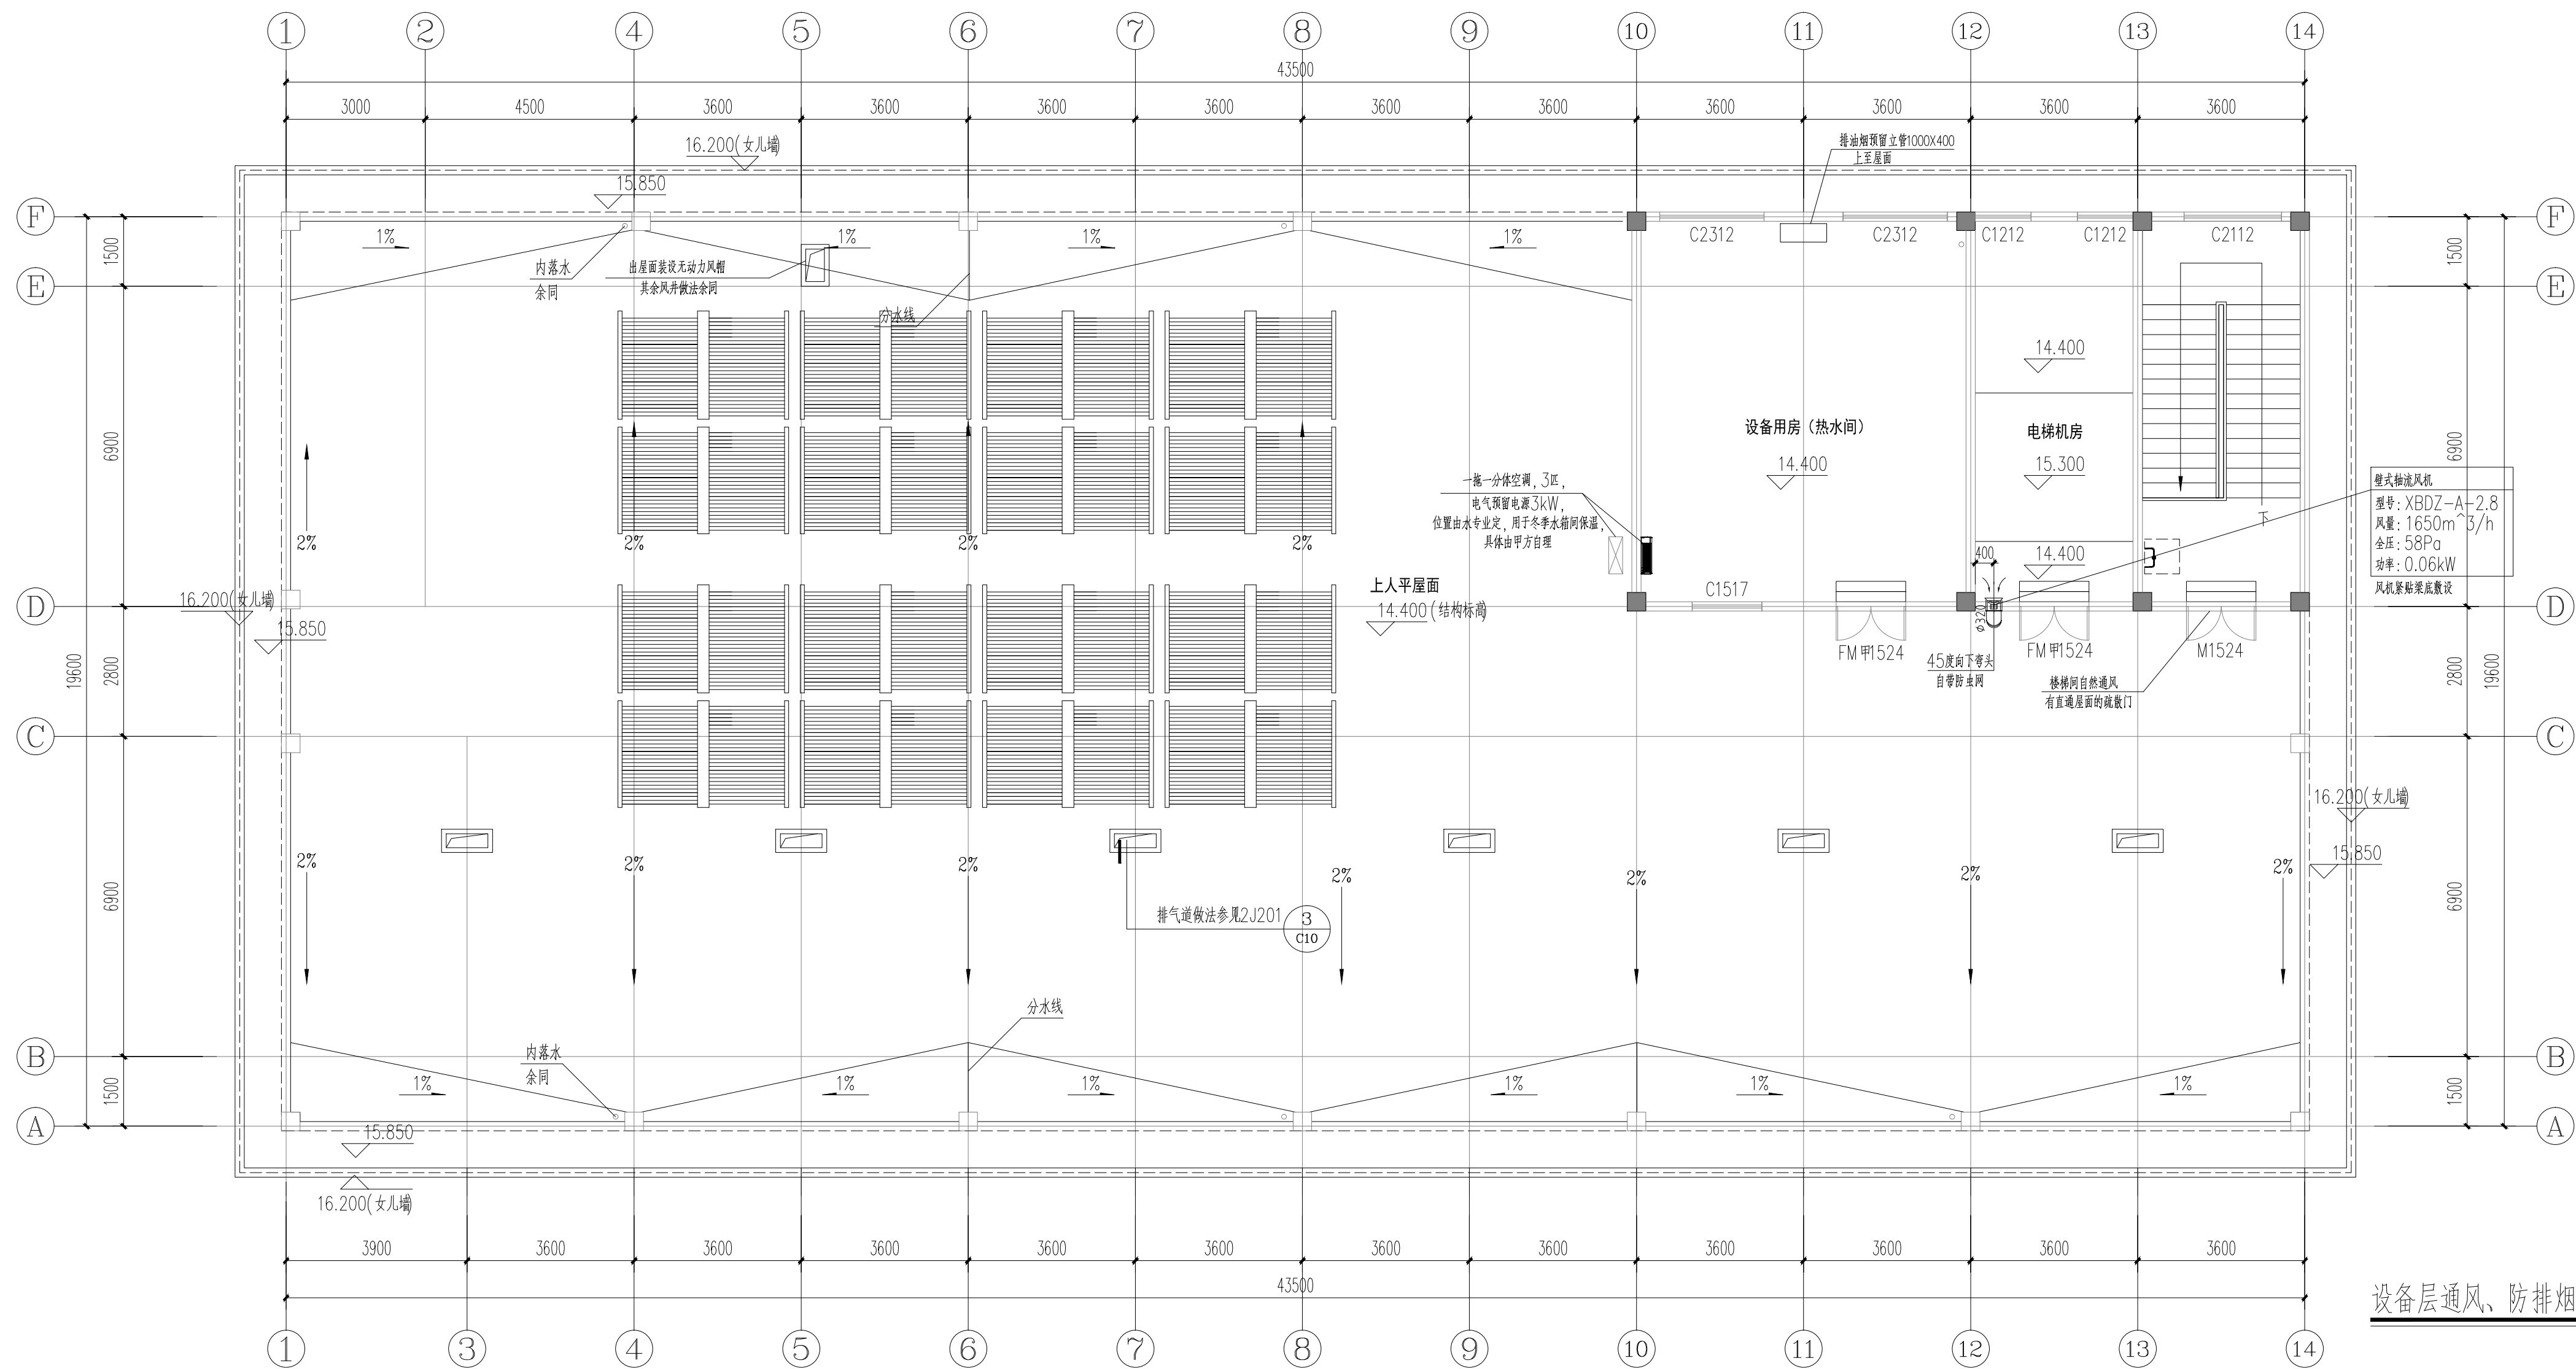 1 2 4 5 6 7 8 9 10 11 12 13 14
43500
3000 4500 3600 3600 3600 3600 3600 3600 3600 3600 3600 3600
16.200(女儿墙)
排油烟预留立管1000X400
上至屋面
15.850
F F
1% 1% 1% 1%
C2312 C2312 C1212 C1212 C2112
1500 1500
内落水
余同
出屋面装设无动力风帽
其余风井做法余同
E E
分水线
14.400
设备用房（热水间）
电梯机房
6900 6900
14.400
15.300
一拖一分体空调，3匹，
电气预留电源3kW，
位置由水专业定，用于冬季水箱间保温，
具体由甲方自理
壁式轴流风机
型号：XBDZ-A-2.8
风量：1650m^3/h
全压：58Pa
功率：0.06kW
风机紧贴梁底敷设
下
2% 2% 2% 2%
400
14.400
上人平屋面
14.400(结构标高)
C1517
16.200(女儿墙)
D D
ø320
15.850
FM甲1524 FM甲1524 M1524
45度向下弯头
自带防虫网
楼梯间自然通风
有直通屋面的疏散门
19600 2800 2800 19600
C C
16.200(女儿墙)
15.850
2% 2% 2% 2% 2% 2% 2%
6900 6900
排气道做法参见12J201
3
C10
分水线
内落水
余同
B B
1% 1% 1% 1% 1% 1%
1500 1500
A A
15.850
16.200(女儿墙)
3900 3600 3600 3600 3600 3600 3600 3600 3600 3600 3600 3600
43500
设备层通风、防排烟
1 3 4 5 6 7 8 9 10 11 12 13 14